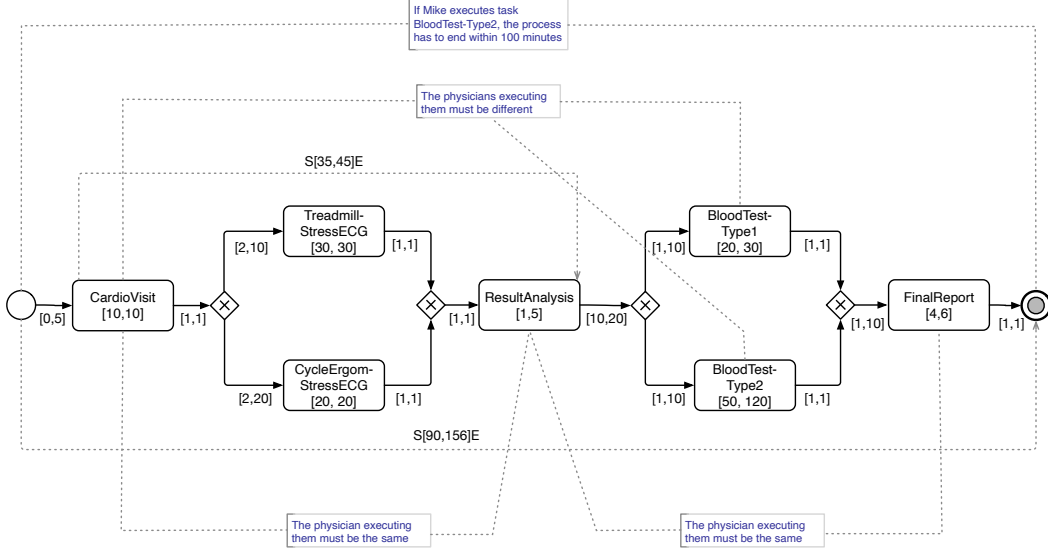 If Mike executes task
BloodTest-Type2, the process
has to end within 100 minutes
The physicians executing
them must be different
S[35,45]E
Treadmill-
StressECG
[30, 30]
BloodTest-
Type1
[20, 30]
[2,10]
[1,1]
[1,10]
[1,1]
CardioVisit
[10,10]
ResultAnalysis
[1,5]
FinalReport
[4,6]
[0,5]
[1,1]
[1,1]
[10,20]
[1,10]
[1,1]
CycleErgom-
StressECG
[20, 20]
BloodTest-
Type2
[50, 120]
[2,20]
[1,1]
[1,10]
[1,1]
S[90,156]E
The physician executing
them must be the same
The physician executing
them must be the same